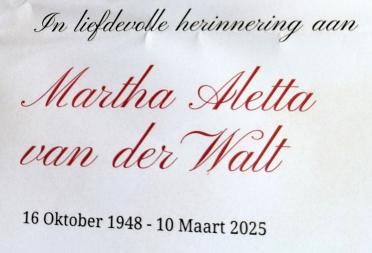 In liefdevolle herinnering aan
Martha Aletta
van der Walt
16 Oktober 1948 - 10 Maart 2025